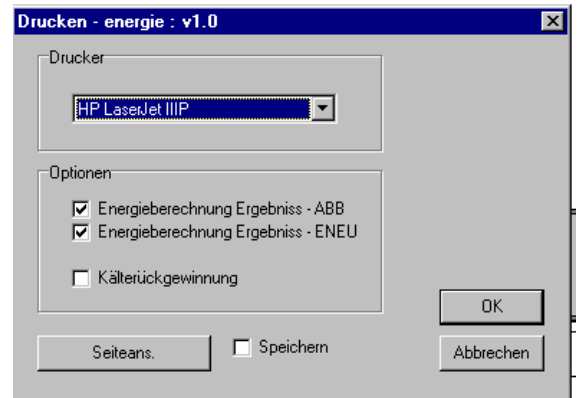 Drucken - energie : v1.0
Drucker
HP LaserJet IIIP
Optionen
Energieberechnung Ergebniss - ABB
Energieberechnung Ergebniss - ENEU
Kälterückgewinnung
OK
Seiteans.
Speichern
Abbrechen